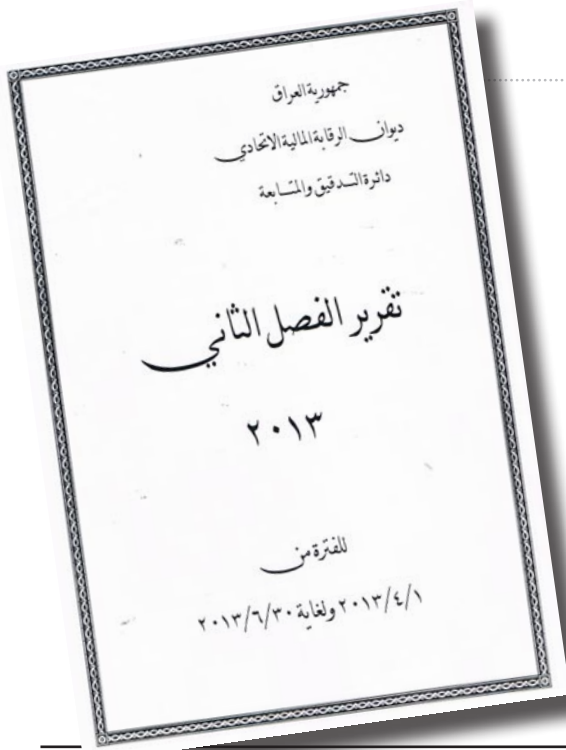 جمهورية العراق
ديوان الرقابة المالية الاتحادي
دائرة التدقيق والمتابعة
تقرير الفصل الثاني
٢٠١٣
للفترة من
٢٠١٣/٤/١ ولغاية ٢٠١٣/٦/٣٠